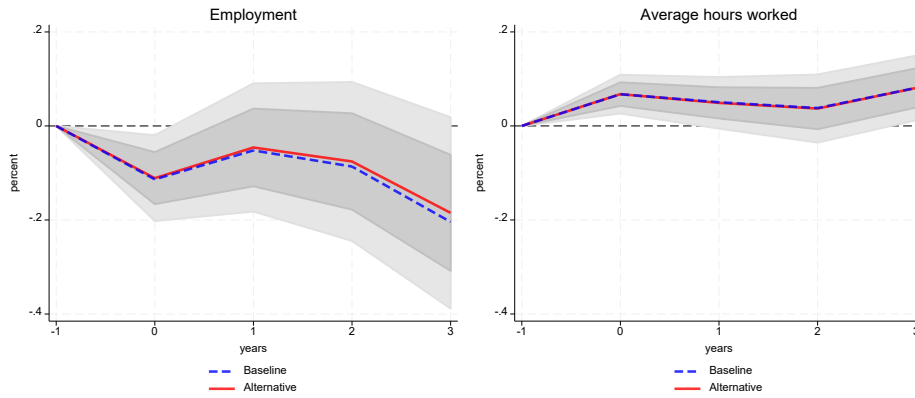 Employment
.2
0
-.2
-.4
percent
-1 0 1 2 3
years
Baseline
Alternative
Average hours worked
.2
0
-.2
-.4
percent
-1 0 1 2 3
years
Baseline
Alternative